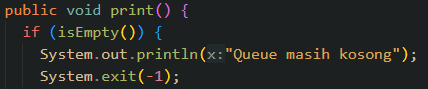 public void print() {
if (isEmpty()) {
System.out.println(x:"Queue masih kosong");
System.exit(-1);